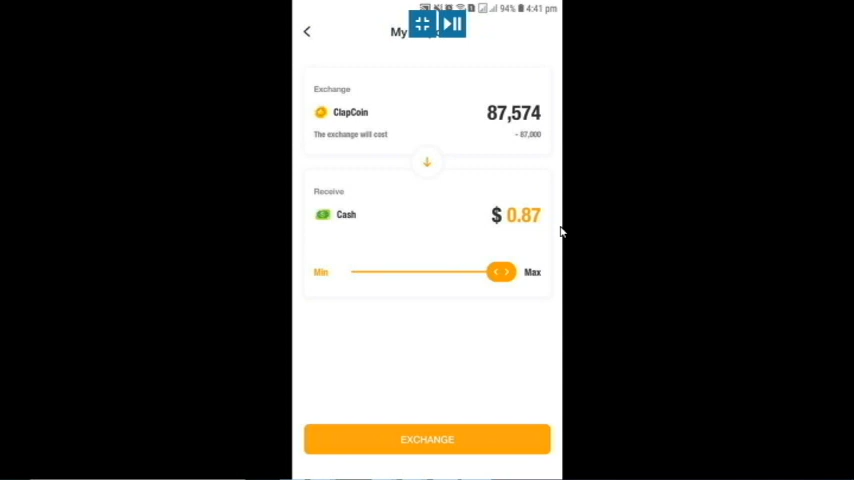 94% 4:41 pm
My
Exchange
ClapCoin 87,574
The exchange will cost - 87,000
Receive
Cash $ 0.87
Min Max
EXCHANGE